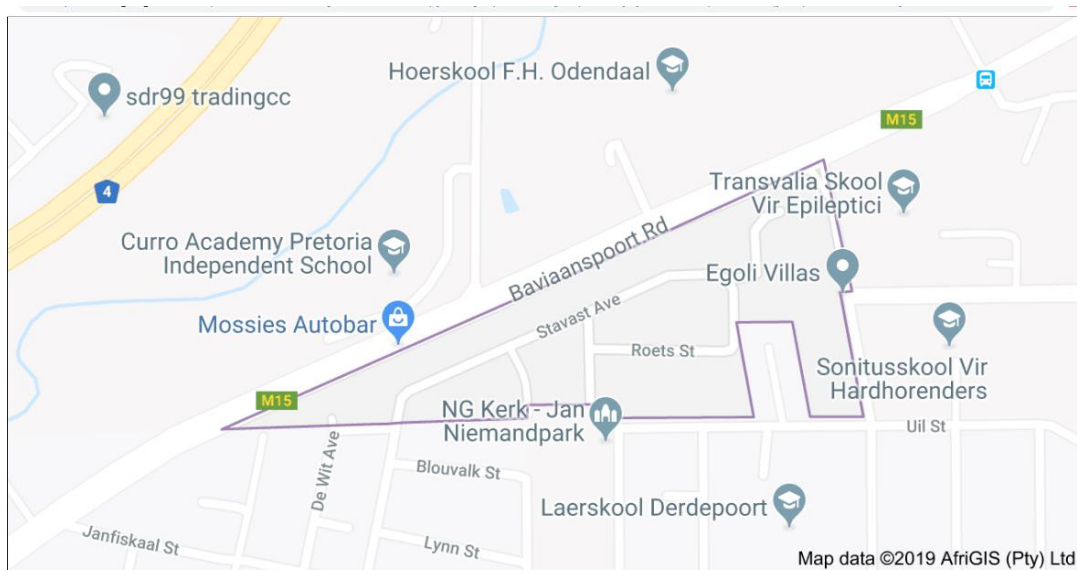 Hoerskool F.H. Odendaal
sdr99 tradingcc
M15
4
Transvalia Skool
Vir Epileptici
Curro Academy Pretoria
Independent School
Baviaanspoort Rd
Egoli Villas
Stavast Ave
Mossies Autobar
Roets St
Sonitusskool Vir
Hardhorenders
M15
NG Kerk - Jan
Niemandpark
Uil St
De Wit Ave
Blouvalk St
Laerskool Derdepoort
Janfiskaal St
Lynn St
Map data ©2019 AfriGIS (Pty) Ltd